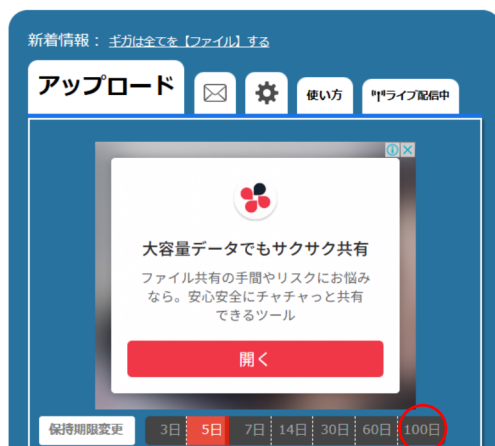 新着情報： ギガは全てを【ファイル】する
アップロード 使い方 ライブ配信中
大容量データでもサクサク共有
ファイル共有の手間やリスクにお悩み
なら。安心安全にチャチャっと共有
できるツール
開く
保持期限変更 3日 5日 7日 14日 30日 60日 100日